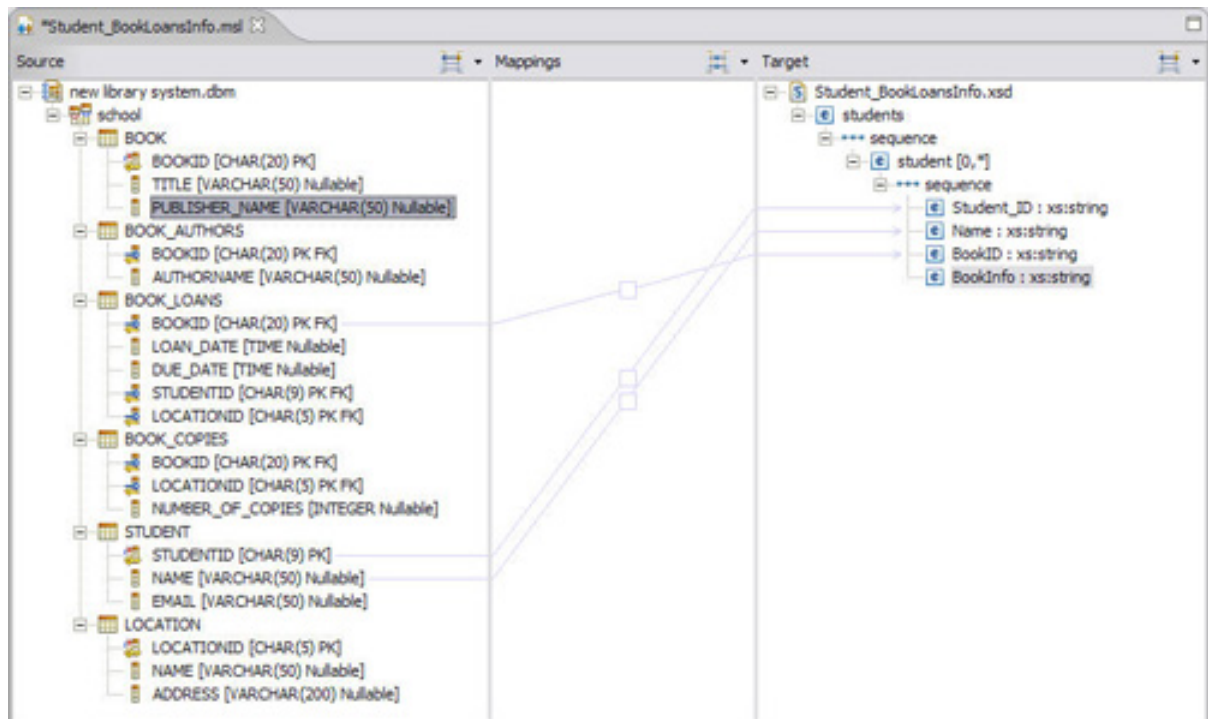 *Student_BookLoansInfo.msl
Source
Mappings
Target
new library system.dbm
school
BOOK
BOOKID [CHAR(20) PK]
TITLE [VARCHAR(50) Nullable]
PUBLISHER_NAME [VARCHAR(50) Nullable]
BOOK_AUTHORS
BOOKID [CHAR(20) PK FK]
AUTHORNAME [VARCHAR(50) Nullable]
BOOK_LOANS
BOOKID [CHAR(20) PK FK]
LOAN_DATE [TIME Nullable]
DUE_DATE [TIME Nullable]
STUDENTID [CHAR(9) PK FK]
LOCATIONID [CHAR(5) PK FK]
BOOK_COPIES
BOOKID [CHAR(20) PK FK]
LOCATIONID [CHAR(5) PK FK]
NUMBER_OF_COPIES [INTEGER Nullable]
STUDENT
STUDENTID [CHAR(9) PK]
NAME [VARCHAR(50) Nullable]
EMAIL [VARCHAR(50) Nullable]
LOCATION
LOCATIONID [CHAR(5) PK]
NAME [VARCHAR(50) Nullable]
ADDRESS [VARCHAR(200) Nullable]
Student_BookLoansInfo.xsd
students
sequence
student [0,*]
sequence
Student_ID : xs:string
Name : xs:string
BookID : xs:string
BookInfo : xs:string